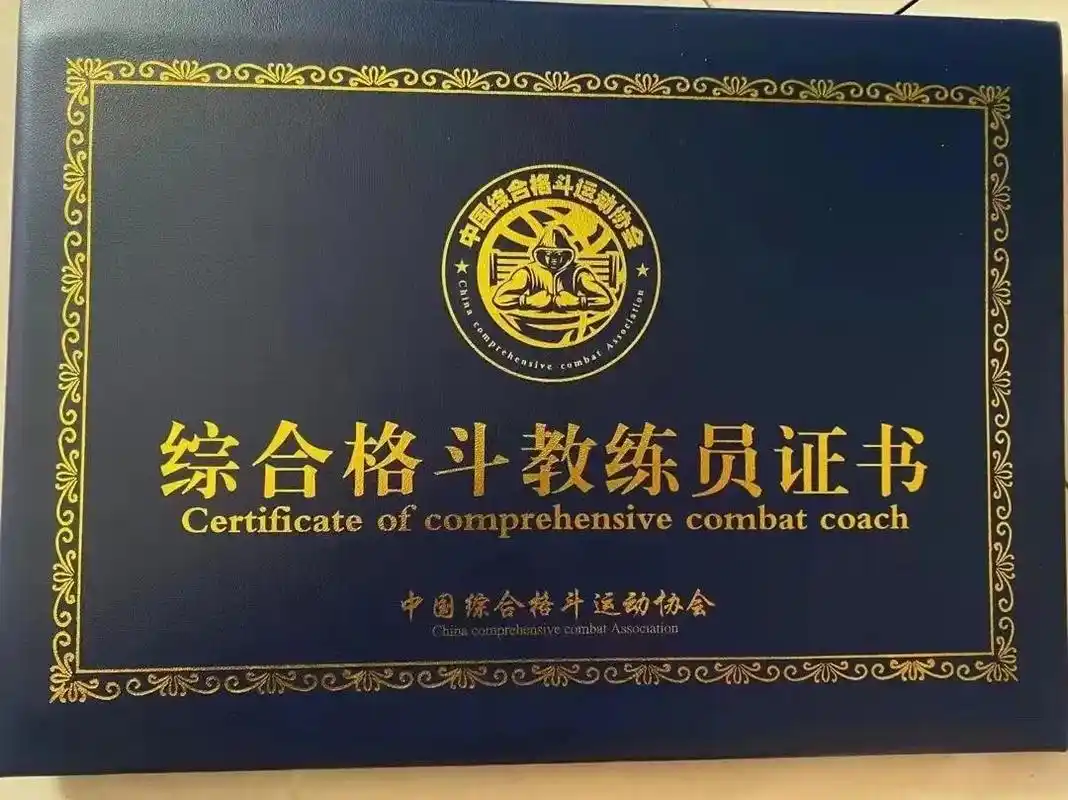 中国综合格斗运动协会
China comprehensive combat Association
综合格斗教练员证书
Certificate of comprehensive combat coach
中国综合格斗运动协会
China comprehensive combat Association